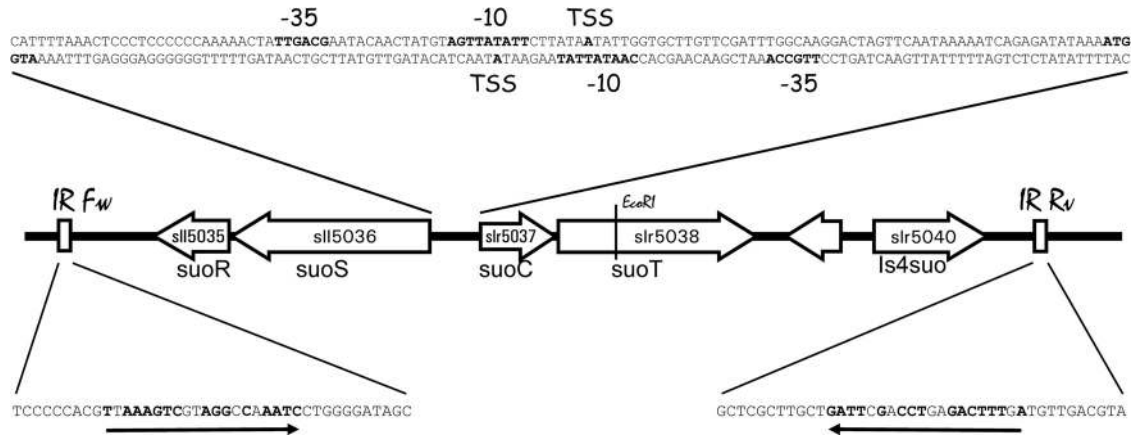 -35 -10 TSS
CATTTTAAACTCCCTCCCCCCAAAAACTATTGACGAATACAACTATGTAGTTATATTCTTATAATATTGGTGCTTGTTCGATTTGGCAAGGACTAGTTCAATAAAAATCAGAGATATAAAATG
GTAAAATTTGAGGGAGGGGGGTTTTTGATAACTGCTTATGTTGATACATCAATATAAGAATATTATAACCACGAACAAGCTAAACCGTTCCTGATCAAGTTATTTTTAGTCTCTATATTTTAC
TSS -10 -35
IR Fw EcoRI IR Rv
sll5035 sll5036 slr5037 slr5038 slr5040
suoR suoS suoC suoT Is4suo
TCCCCCACGTTAAAGTCGTAGGCCAAATCCTGGGGATAGC GCTCGCTTGCTGATTCGACCTGAGACTTTGATGTTGACGTA